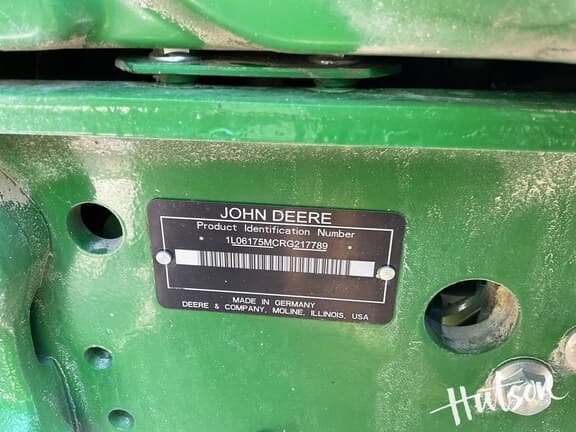 JOHN DEERE
Product Identification Number
1L06175MCRG217789
MADE IN GERMANY
DEERE & COMPANY, MOLINE, ILLINOIS, USA
Hutson